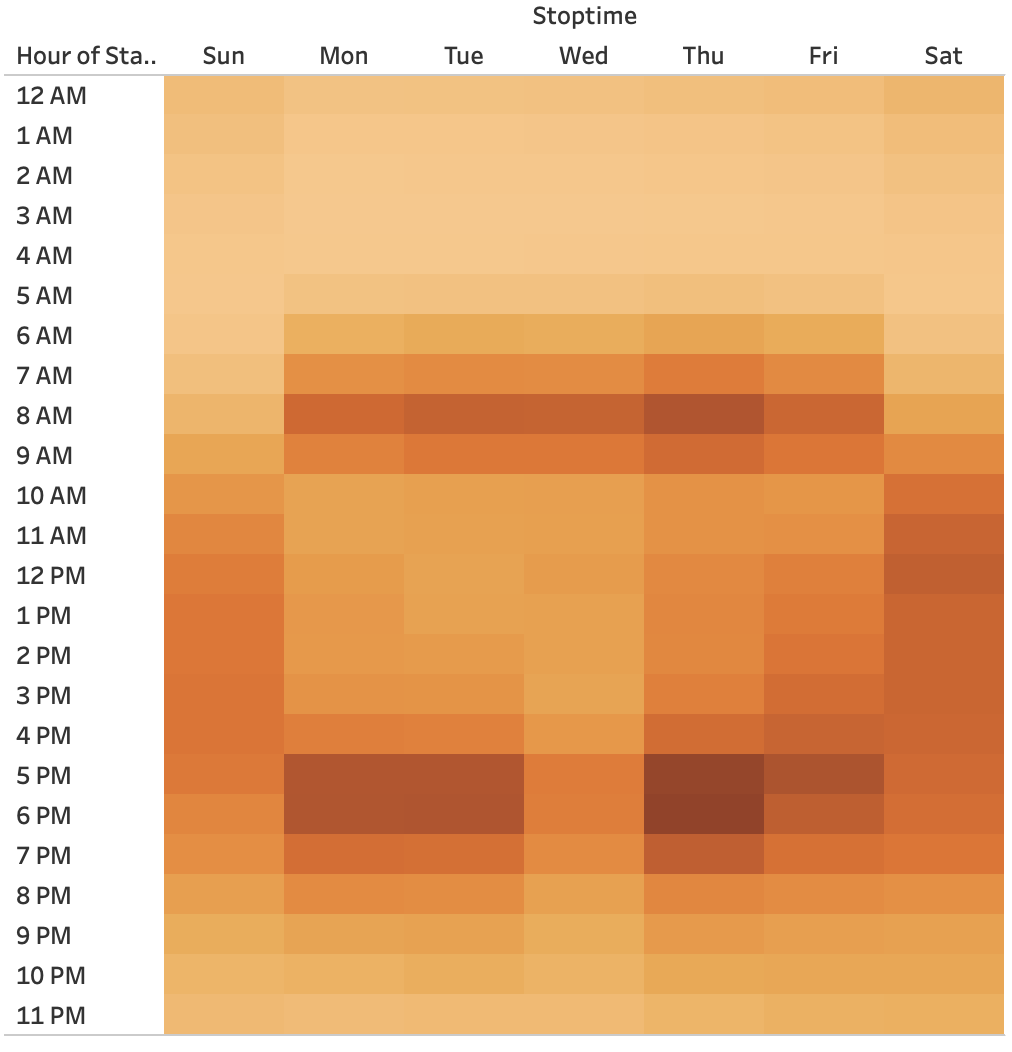 Stoptime
Hour of Sta.. Sun Mon Tue Wed Thu Fri Sat
12 AM
1 AM
2 AM
3 AM
4 AM
5 AM
6 AM
7 AM
8 AM
9 AM
10 AM
11 AM
12 PM
1 PM
2 PM
3 PM
4 PM
5 PM
6 PM
7 PM
8 PM
9 PM
10 PM
11 PM